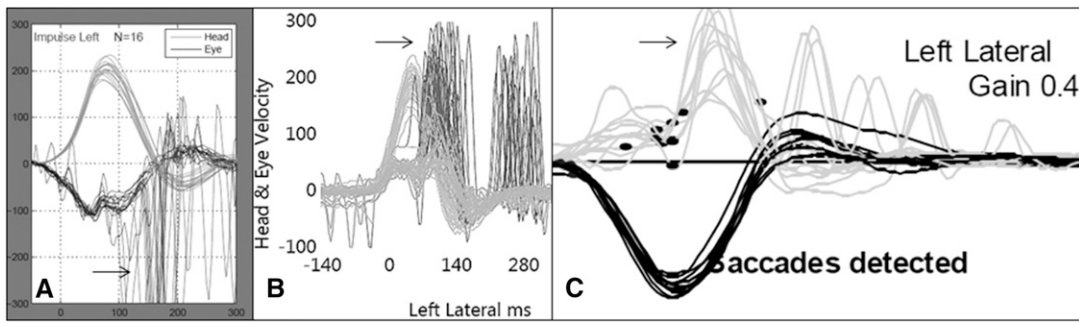 Impulse Left N=16
Head
Eye
300
200
100
0
-100
-200
-300
0 100 200 300
A
300
200
100
0
-100
Head & Eye Velocity
-140 0 140 280
Left Lateral ms
B
Left Lateral
Gain 0.4
Saccades detected
C